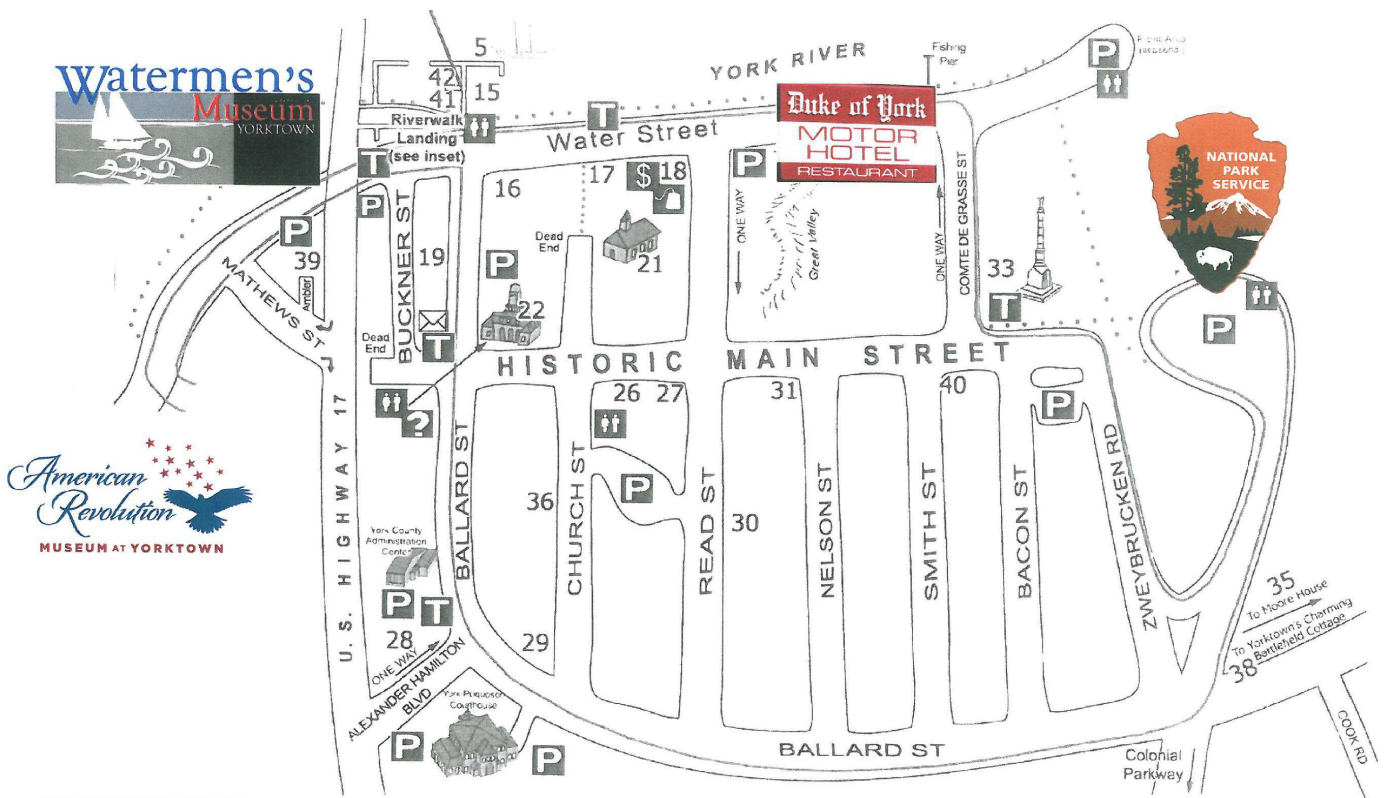 Watermen's
Museum
YORKTOWN
5
42
41
15
Riverwalk
Landing
(see inset)
T
T
Water Street
YORK RIVER
Fishing
Pier
P
Duke of York
MOTOR
HOTEL
RESTAURANT
NATIONAL
PARK
SERVICE
P
16
17
$
18
P
ONE WAY
Great Valley
ONE WAY
COMTE DE GRASSE ST
33
T
P
P
39
Ambler
MATHEWS ST
BUCKNER ST
19
Dead
End
T
P
22
Dead
End
21
P
HISTORIC MAIN STREET
?
26
27
31
40
P
P
American
Revolution
MUSEUM AT YORKTOWN
U.S. HIGHWAY 17
BALLARD ST
36
CHURCH ST
READ ST
30
NELSON ST
SMITH ST
BACON ST
ZWEYBRUCKEN RD
York County
Administration
Center
P
T
28
ONE WAY
ALEXANDER HAMILTON
BLVD
29
York-Poquoson
Courthouse
P
P
BALLARD ST
35
To Moore House
To Yorktown's Charming
Battlefield Cottage
38
COOK RD
Colonial
Parkway